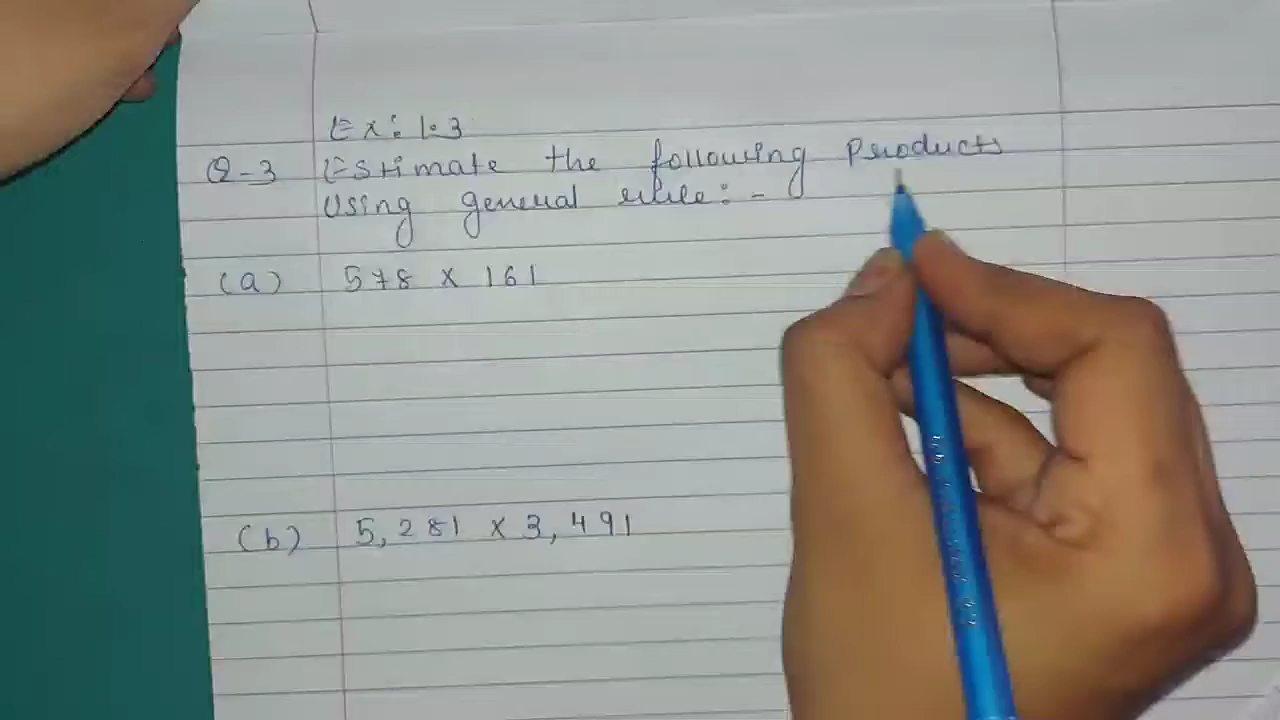 Ex: 1.3
Q-3 Estimate the following Products
Using general rule: -
(a) 578 x 161
(b) 5,281 x 3,491